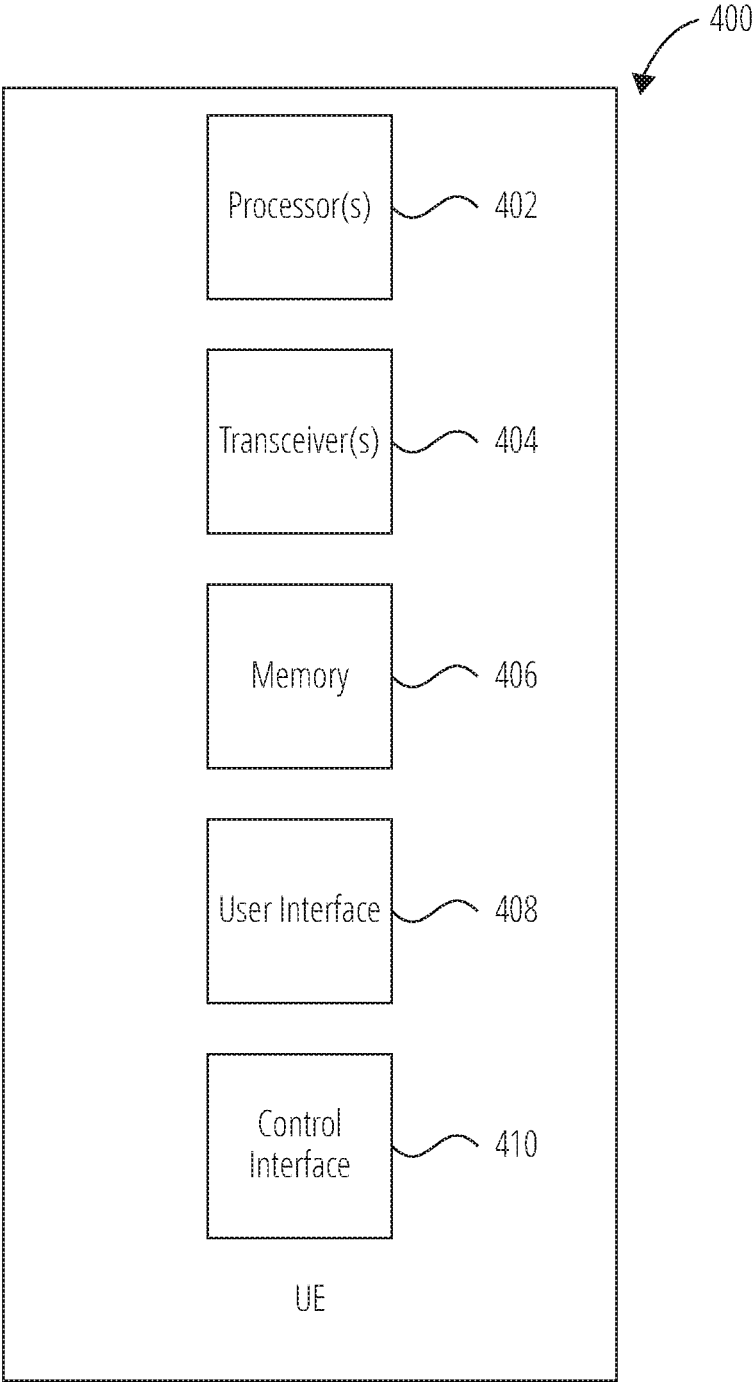 400
Processor(s)
402
Transceiver(s)
404
Memory
406
User Interface
408
Control
Interface
410
UE